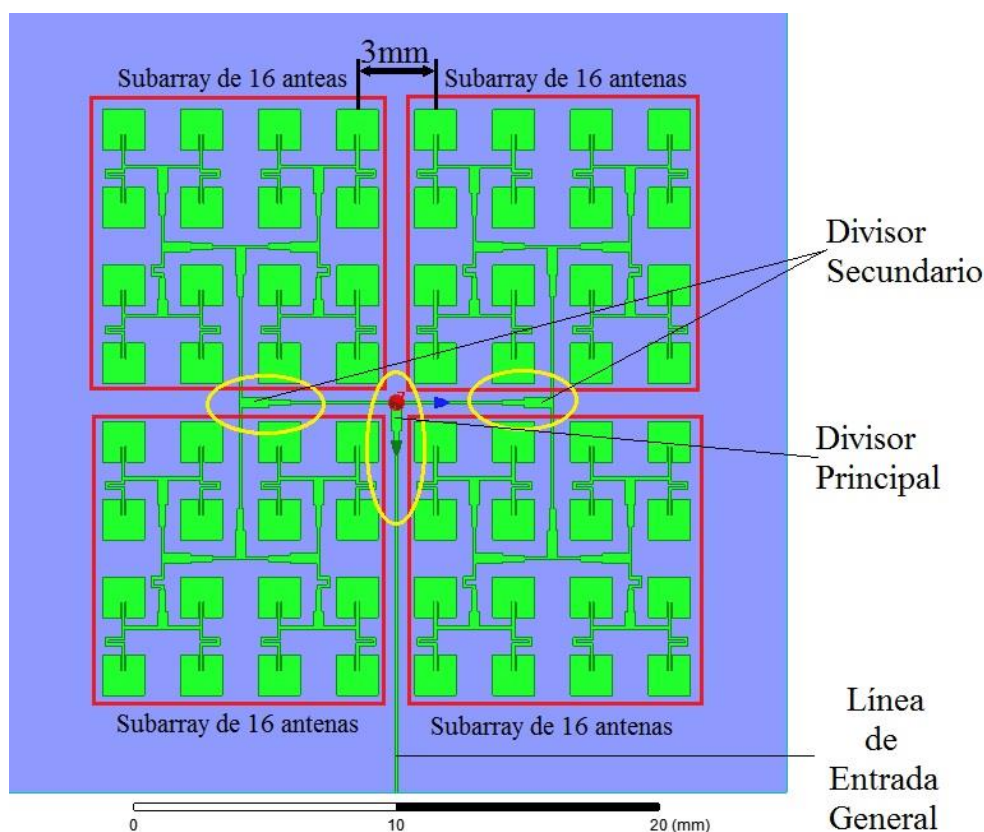 3mm
Subarray de 16 anteas
Subarray de 16 antenas
Divisor
Secundario
Divisor
Principal
Subarray de 16 antenas
Subarray de 16 antenas
Línea
de
Entrada
General
0
10
20 (mm)